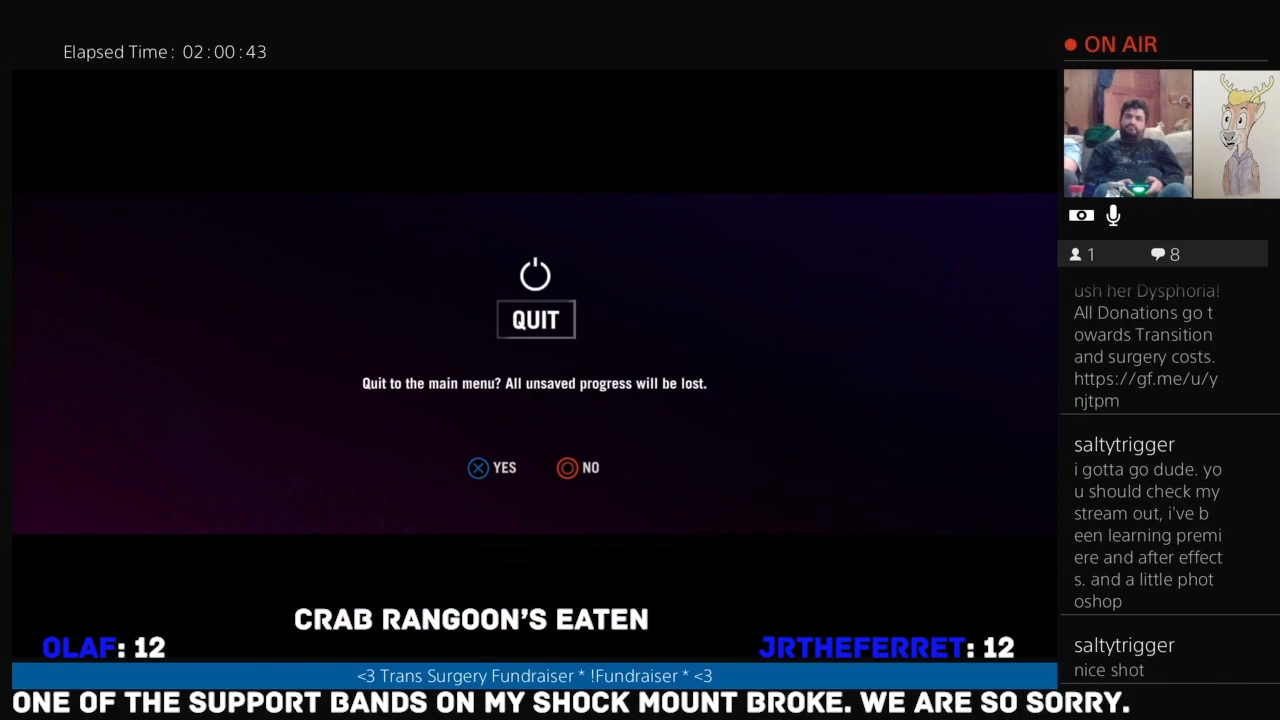 Elapsed Time: 02:00:43
ON AIR
1
8
QUIT
Quit to the main menu? All unsaved progress will be lost.
YES
NO
ush her Dysphoria!
All Donations go t
owards Transition
and surgery costs.
https://gf.me/u/y
njtpm
saltytrigger
i gotta go dude. yo
u should check my
stream out, i've b
een learning premi
ere and after effect
s. and a little phot
oshop
saltytrigger
nice shot
CRAB RANGOON'S EATEN
OLAF: 12
JRTHEFERRET: 12
<3 Trans Surgery Fundraiser * !Fundraiser * <3
ONE OF THE SUPPORT BANDS ON MY SHOCK MOUNT BROKE. WE ARE SO SORRY.